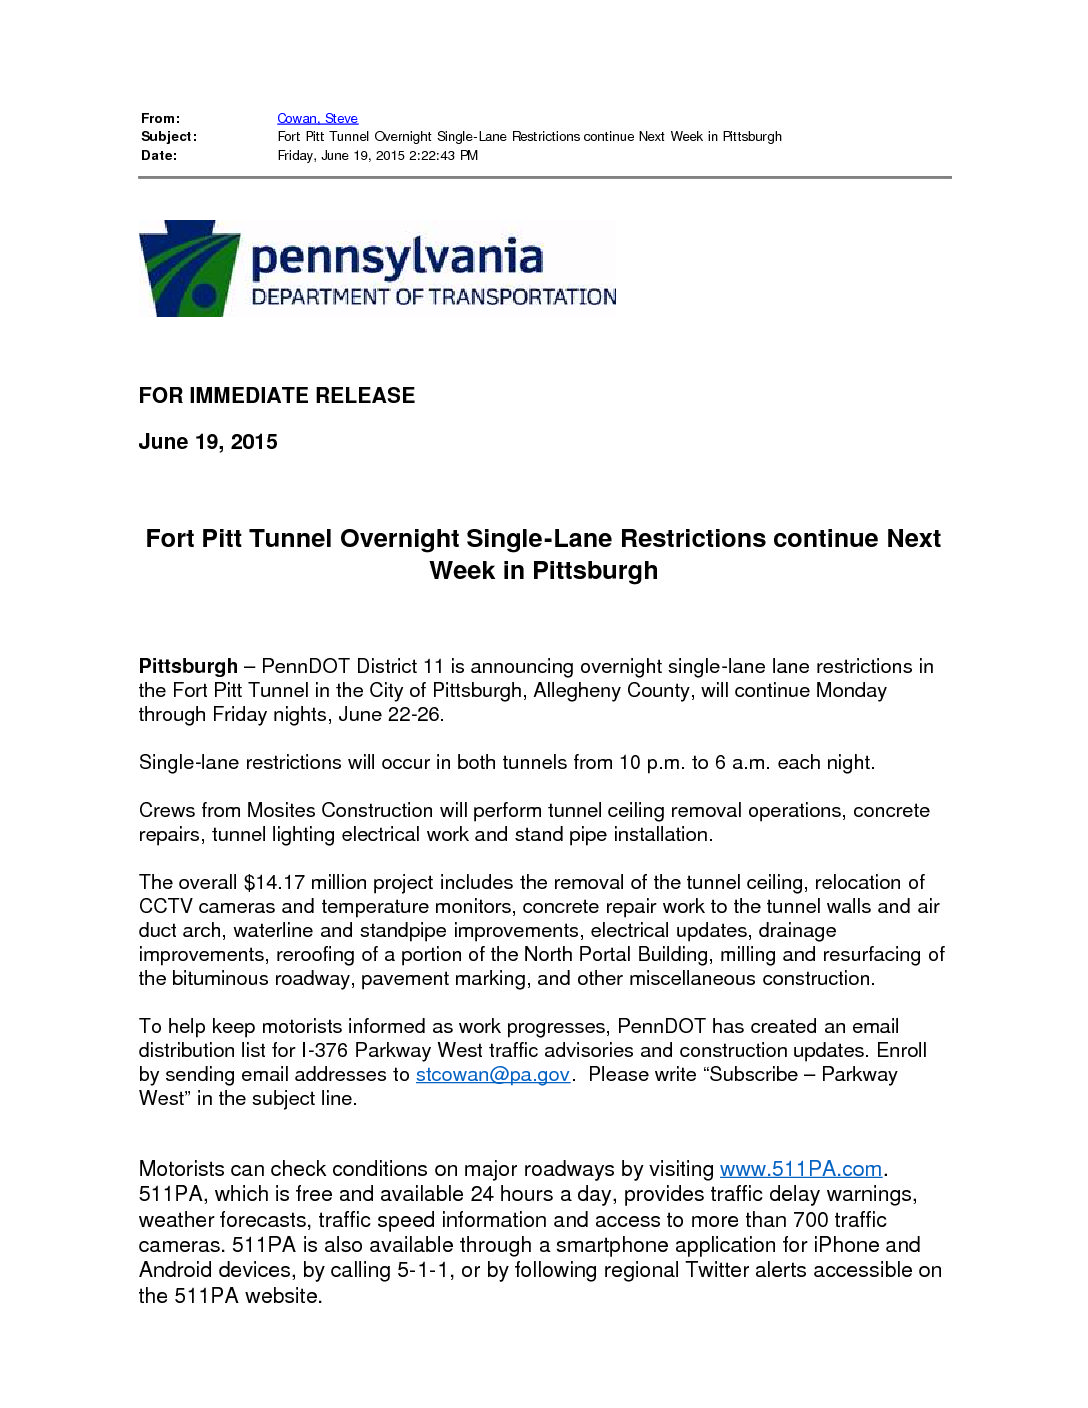 From: Cowan, Steve
Subject: Fort Pitt Tunnel Overnight Single-Lane Restrictions continue Next Week in Pittsburgh
Date: Friday, June 19, 2015 2:22:43 PM
pennsylvania
DEPARTMENT OF TRANSPORTATION
FOR IMMEDIATE RELEASE
June 19, 2015
Fort Pitt Tunnel Overnight Single-Lane Restrictions continue Next
Week in Pittsburgh
Pittsburgh – PennDOT District 11 is announcing overnight single-lane lane restrictions in
the Fort Pitt Tunnel in the City of Pittsburgh, Allegheny County, will continue Monday
through Friday nights, June 22-26.
Single-lane restrictions will occur in both tunnels from 10 p.m. to 6 a.m. each night.
Crews from Mosites Construction will perform tunnel ceiling removal operations, concrete
repairs, tunnel lighting electrical work and stand pipe installation.
The overall $14.17 million project includes the removal of the tunnel ceiling, relocation of
CCTV cameras and temperature monitors, concrete repair work to the tunnel walls and air
duct arch, waterline and standpipe improvements, electrical updates, drainage
improvements, reroofing of a portion of the North Portal Building, milling and resurfacing of
the bituminous roadway, pavement marking, and other miscellaneous construction.
To help keep motorists informed as work progresses, PennDOT has created an email
distribution list for I-376 Parkway West traffic advisories and construction updates. Enroll
by sending email addresses to stcowan@pa.gov.  Please write “Subscribe – Parkway
West” in the subject line.
Motorists can check conditions on major roadways by visiting www.511PA.com.
511PA, which is free and available 24 hours a day, provides traffic delay warnings,
weather forecasts, traffic speed information and access to more than 700 traffic
cameras. 511PA is also available through a smartphone application for iPhone and
Android devices, by calling 5-1-1, or by following regional Twitter alerts accessible on
the 511PA website.